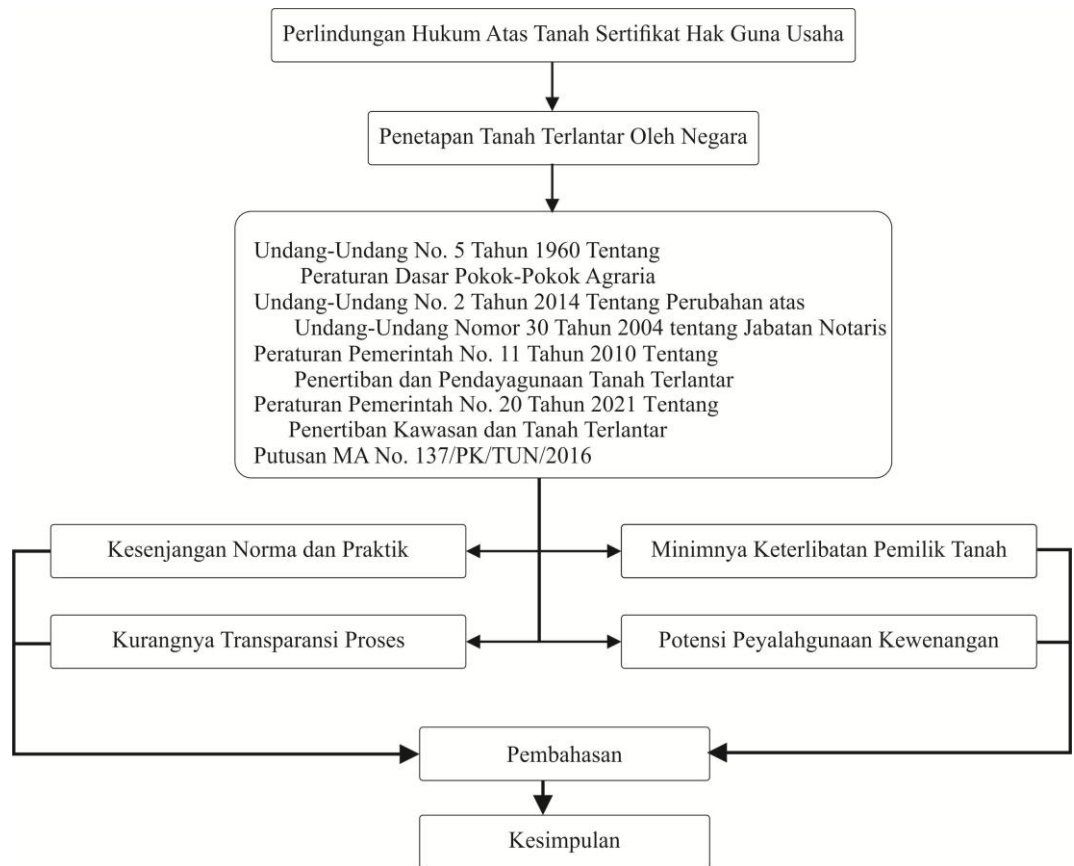 Perlindungan Hukum Atas Tanah Sertifikat Hak Guna Usaha
Penetapan Tanah Terlantar Oleh Negara
Undang-Undang No. 5 Tahun 1960 Tentang
Peraturan Dasar Pokok-Pokok Agraria
Undang-Undang No. 2 Tahun 2014 Tentang Perubahan atas
Undang-Undang Nomor 30 Tahun 2004 tentang Jabatan Notaris
Peraturan Pemerintah No. 11 Tahun 2010 Tentang
Penertiban dan Pendayagunaan Tanah Terlantar
Peraturan Pemerintah No. 20 Tahun 2021 Tentang
Penertiban Kawasan dan Tanah Terlantar
Putusan MA No. 137/PK/TUN/2016
Kesenjangan Norma dan Praktik
Minimnya Keterlibatan Pemilik Tanah
Kurangnya Transparansi Proses
Potensi Peyalahgunaan Kewenangan
Pembahasan
Kesimpulan